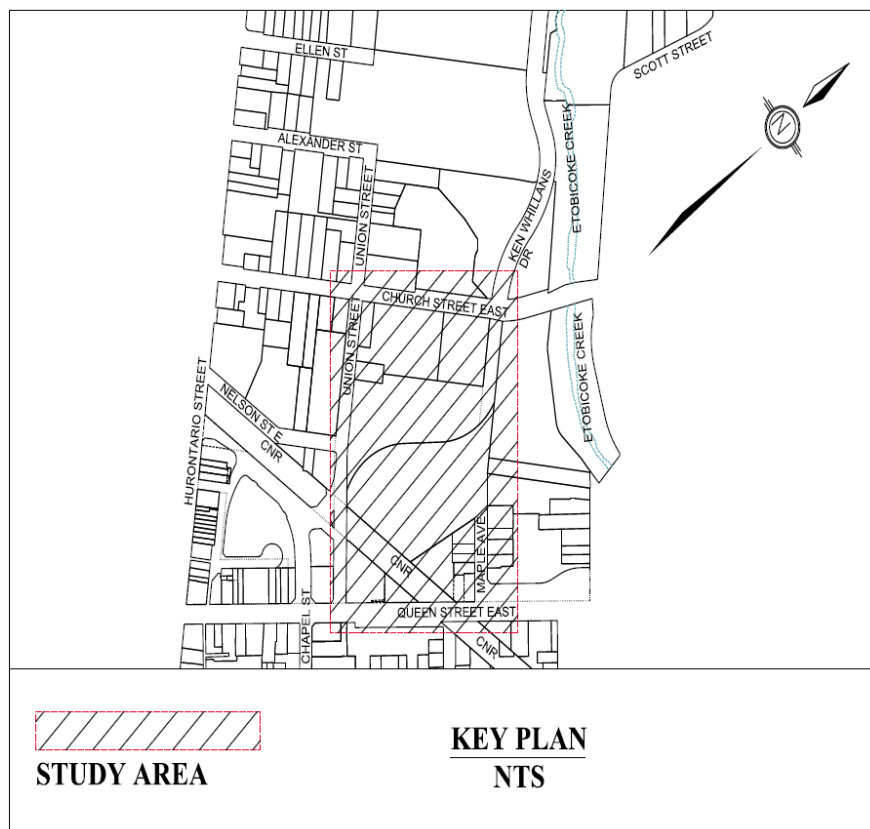 ELLEN ST
SCOTT STREET
ALEXANDER ST
N
UNION STREET
KEN WHILLANS
DR
ETOBICOKE CREEK
CHURCH STREET EAST
UNION STREET
ETOBICOKE CREEK
HURONTARIO STREET
NELSON ST E
CNR
CNR
MAPLE AVE
QUEEN STREET EAST
CHAPEL ST
CNR
STUDY AREA
KEY PLAN
NTS